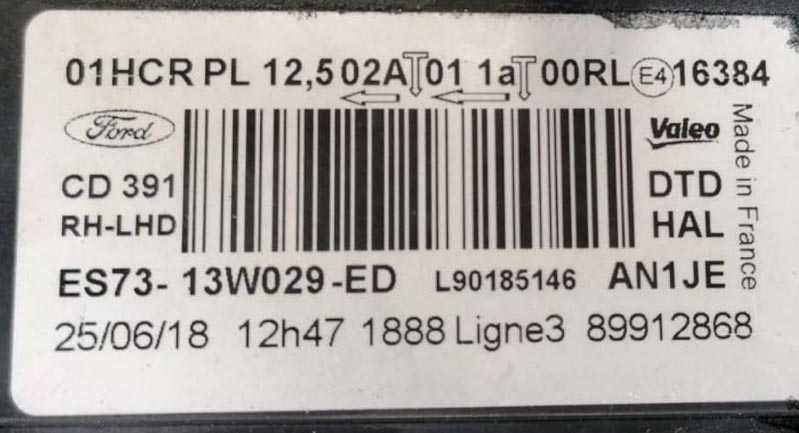 01HCR PL 12,5 02A 01 1a 00RL E4 16384
Ford
Valeo
CD 391
DTD
RH-LHD
HAL
Made in France
ES73- 13W029 -ED L90185146 AN1JE
25/06/18 12h47 1888 Ligne3 89912868